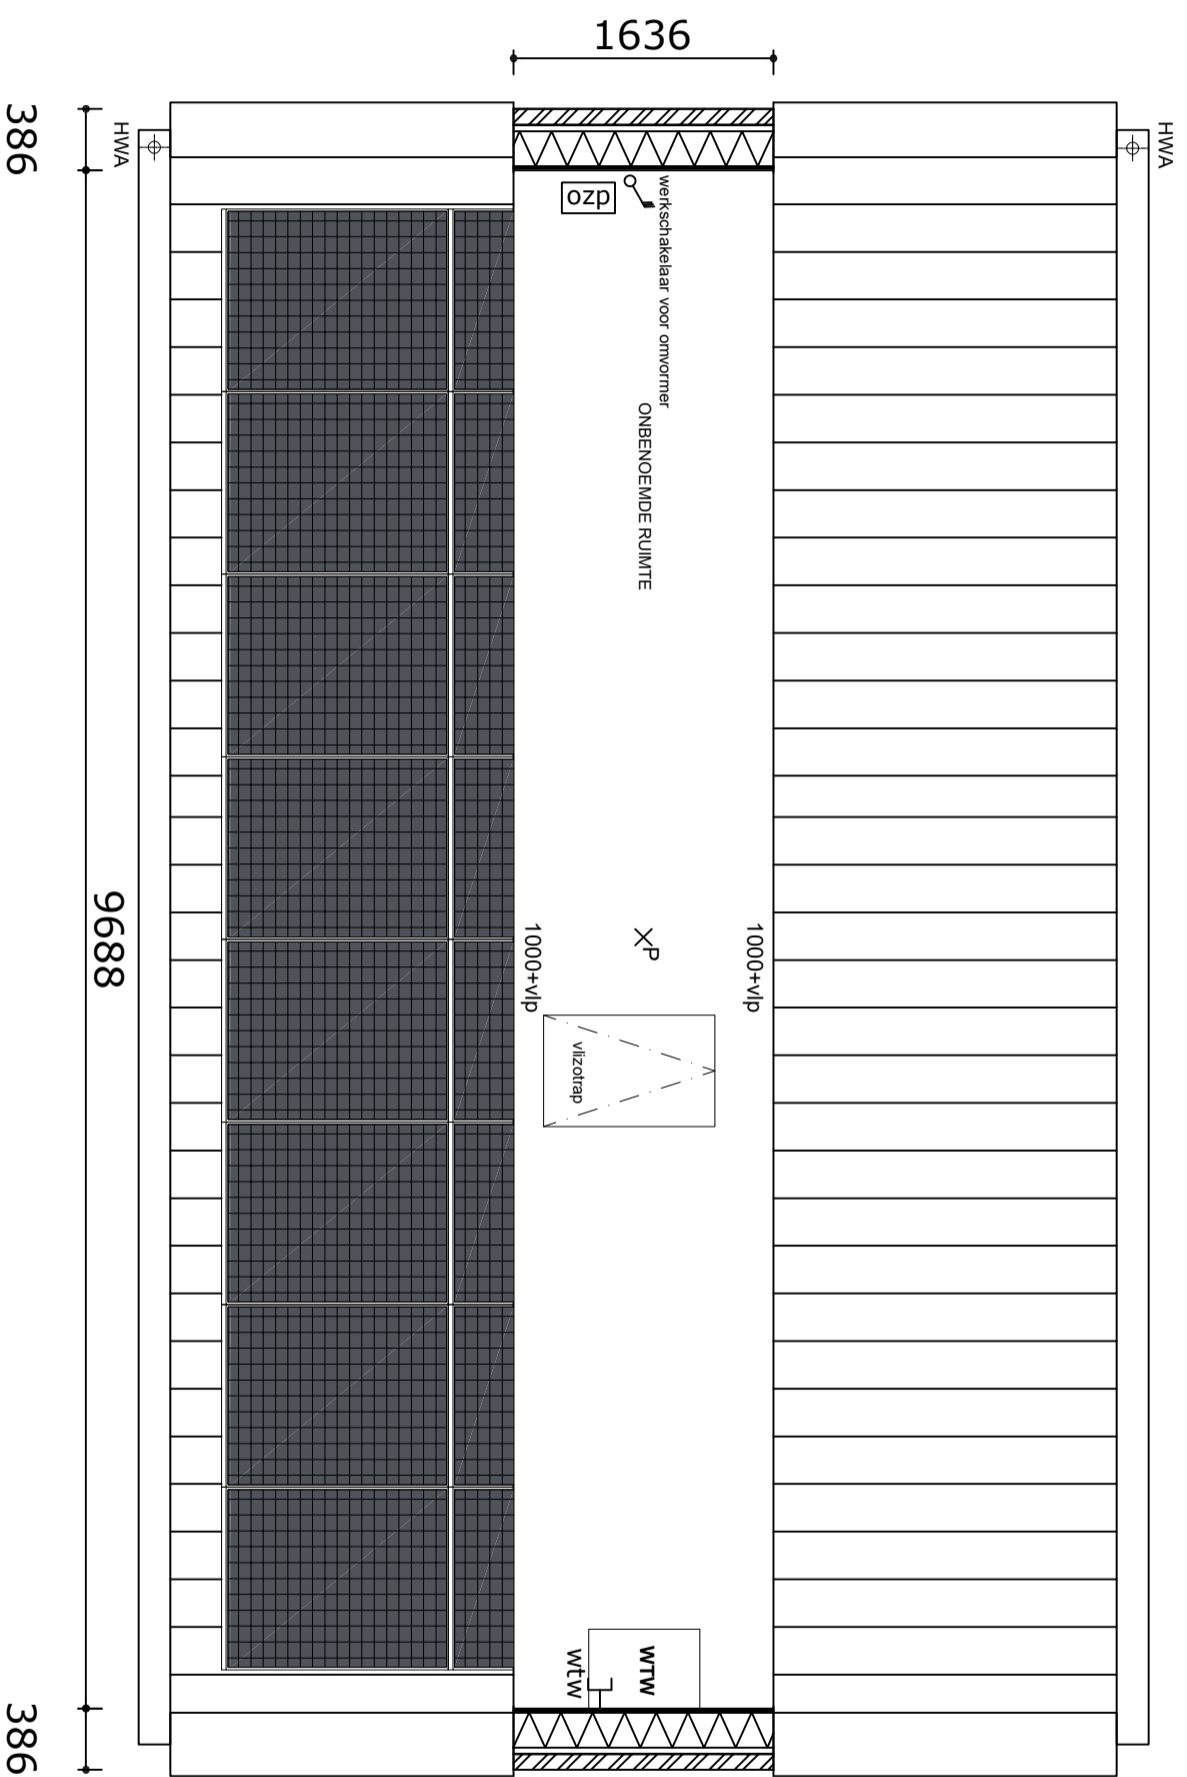 1636
386
HWA
HWA
ozp
werkschakelaar voor omvormer
ONBENOEMDE RUIMTE
9688
1000+vlp
XP
1000+vlp
vlizotrap
wtw
WTW
386